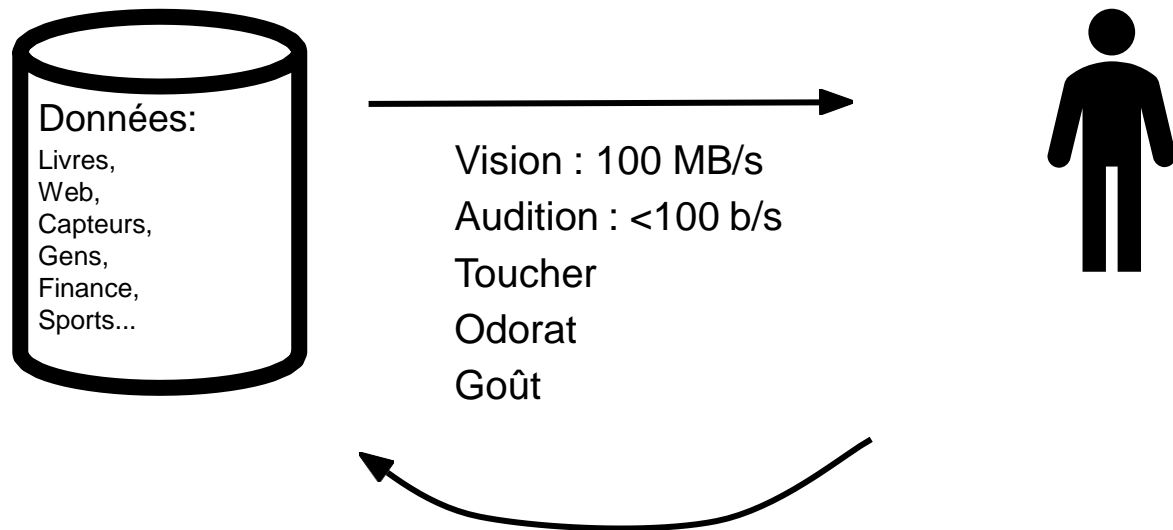 Données:
Livres,
Web,
Capteurs,
Gens,
Finance,
Sports...
Vision : 100 MB/s
Audition : <100 b/s
Toucher
Odorat
Goût